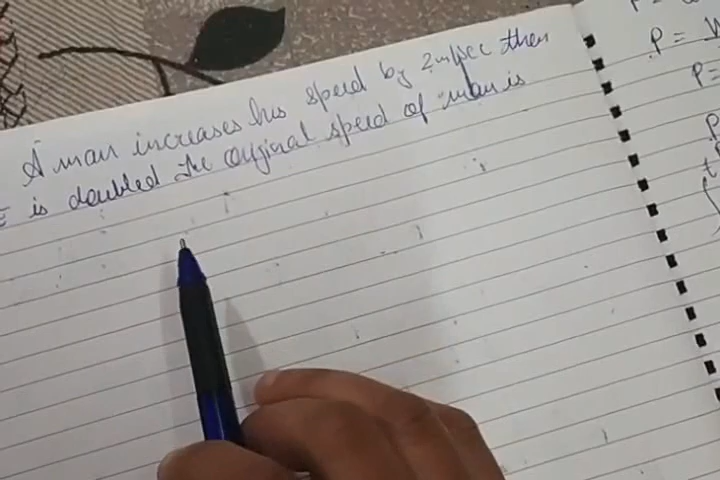 A man increases his speed by 2m/sec then
E is doubled the original speed of man is
P =
P =
P =
P